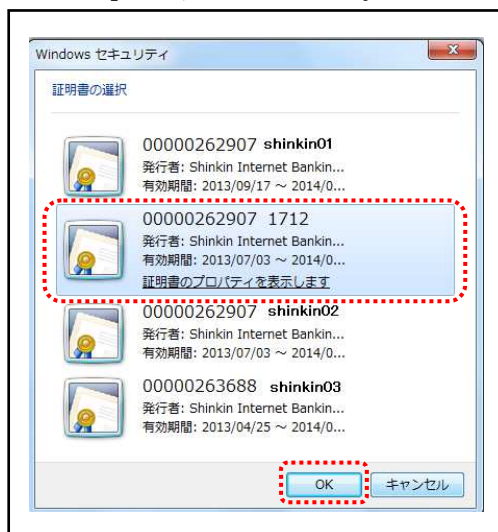 Windows セキュリティ
証明書の選択
00000262907 shinkin01
発行者: Shinkin Internet Bankin...
有効期間: 2013/09/17 ～ 2014/0...
00000262907 1712
発行者: Shinkin Internet Bankin...
有効期間: 2013/07/03 ～ 2014/0...
証明書のプロパティを表示します
00000262907 shinkin02
発行者: Shinkin Internet Bankin...
有効期間: 2013/07/03 ～ 2014/0...
00000263688 shinkin03
発行者: Shinkin Internet Bankin...
有効期間: 2013/04/25 ～ 2014/0...
OK キャンセル